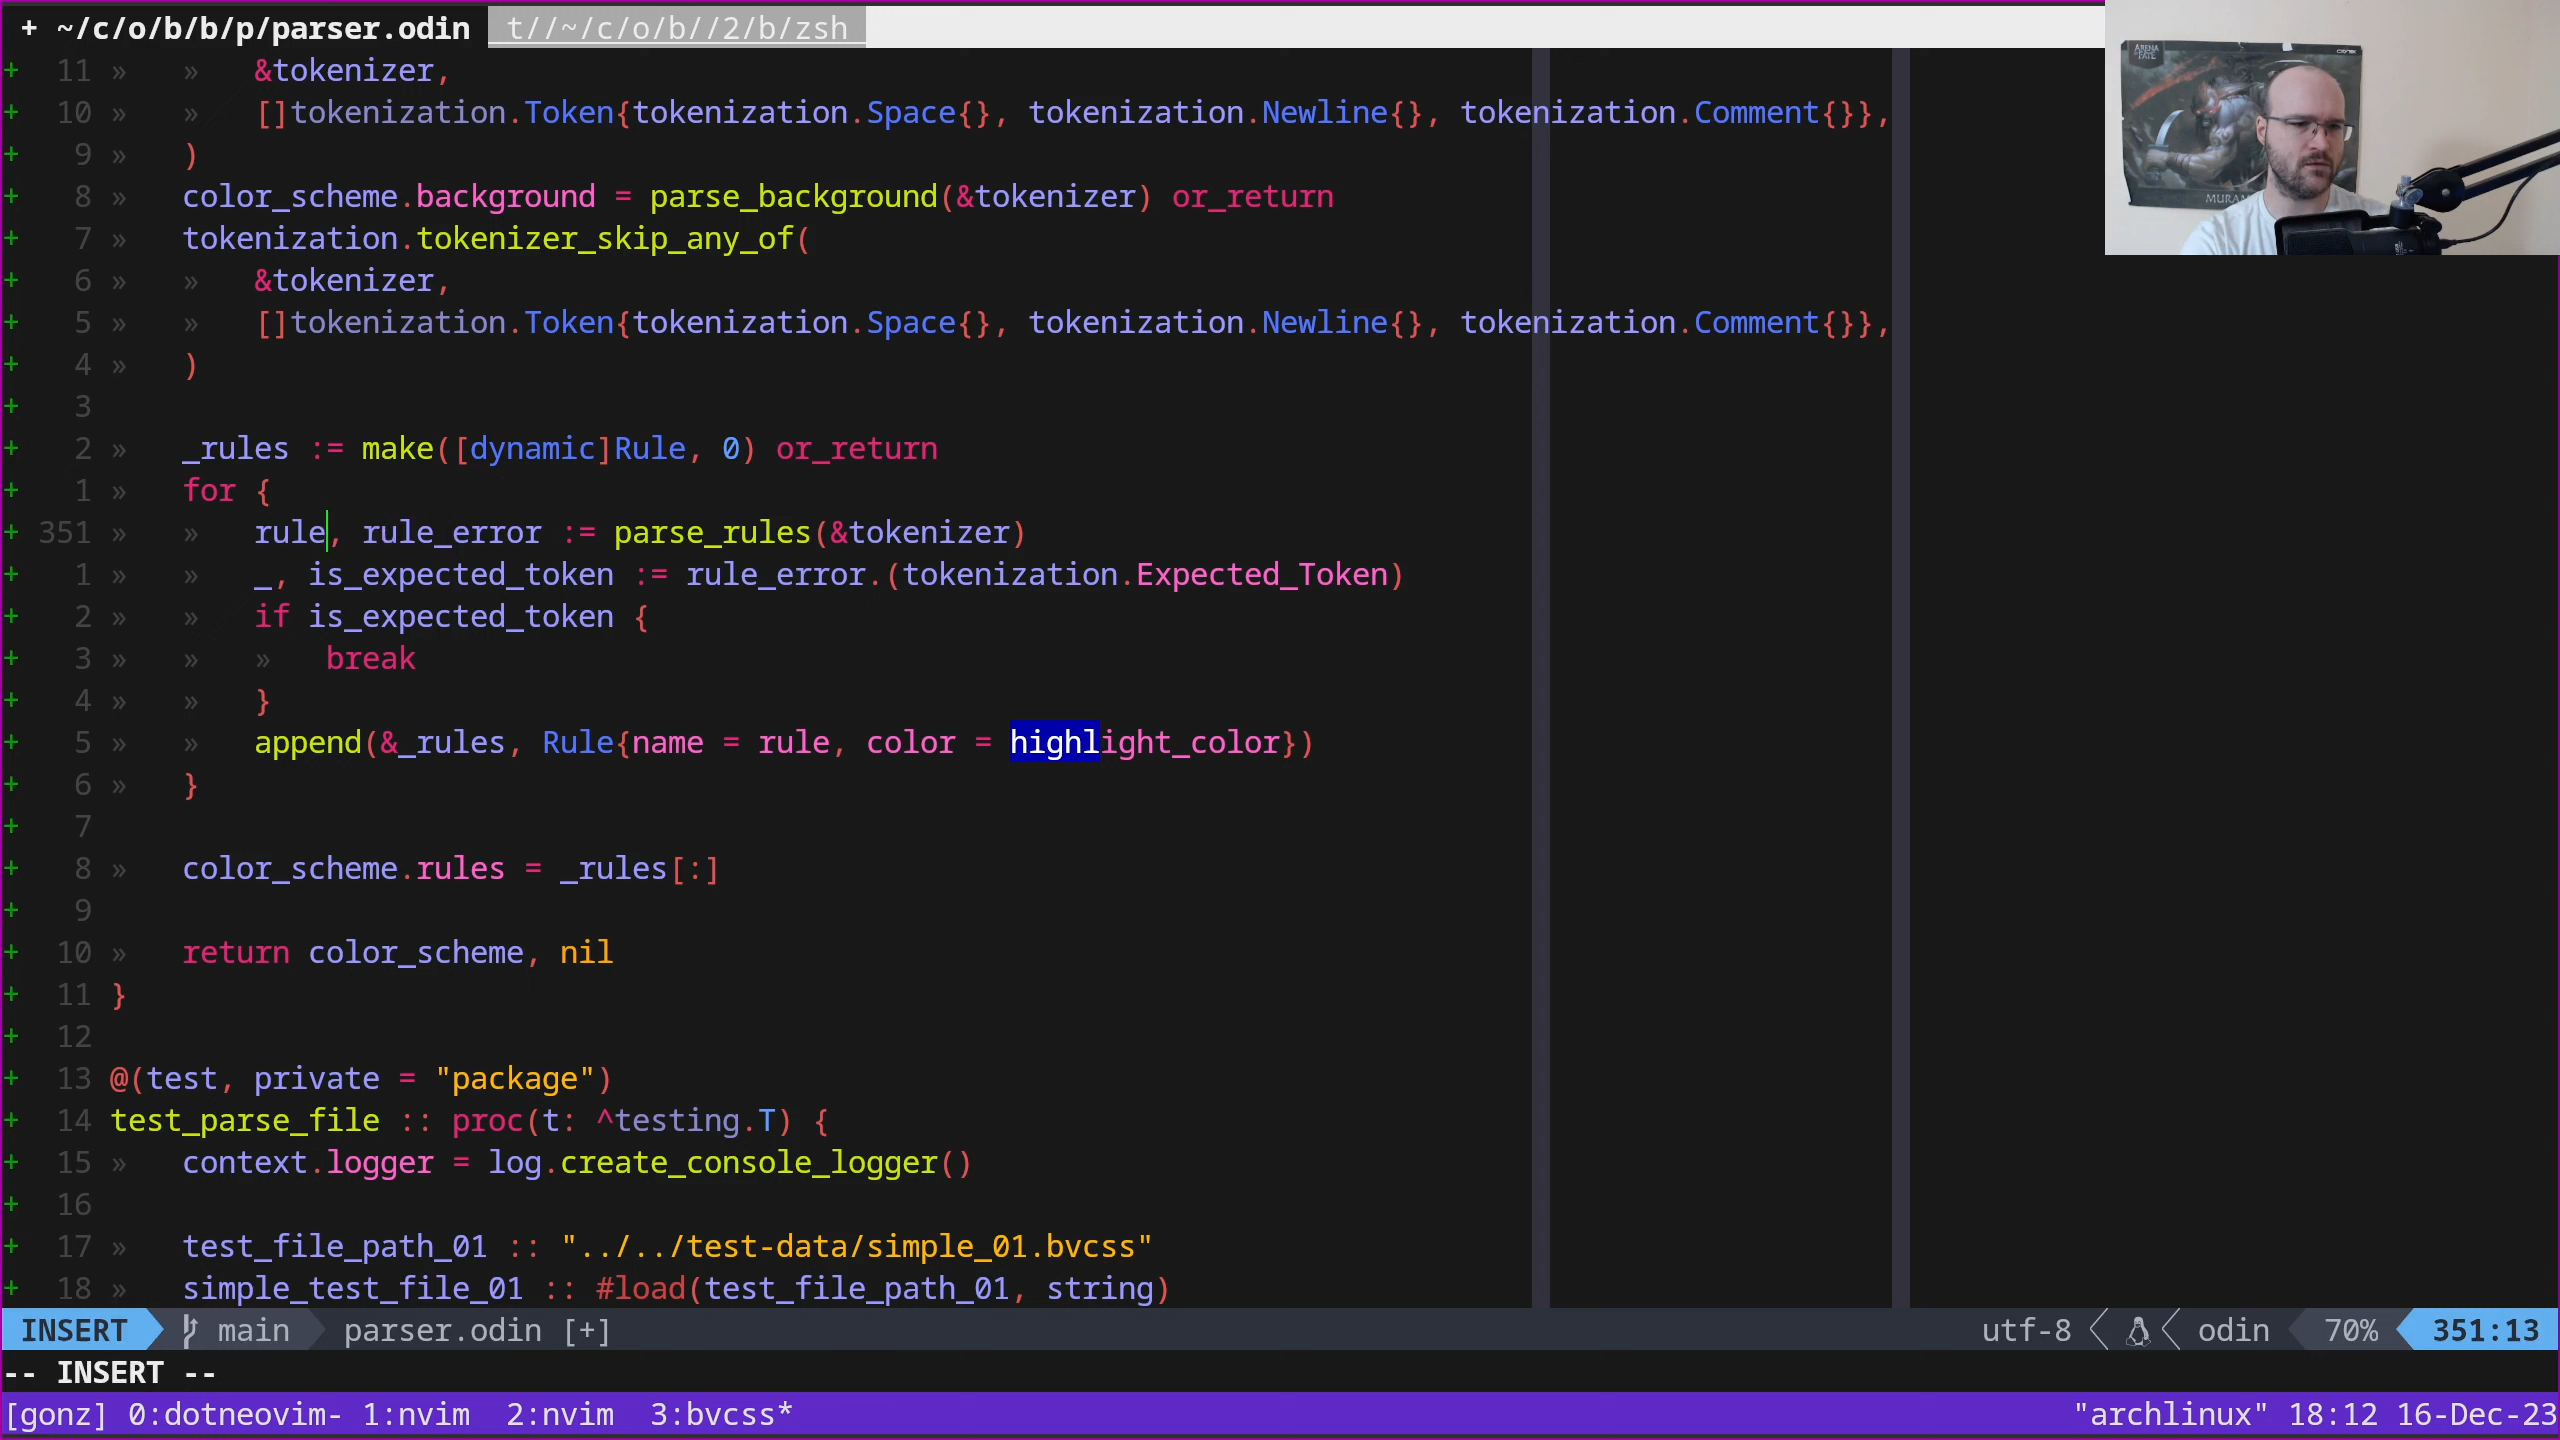 + ~/c/o/b/b/p/parser.odin t//~/c/o/b//2/b/zsh
+ 11 » » &tokenizer,
+ 10 » » []tokenization.Token{tokenization.Space{}, tokenization.Newline{}, tokenization.Comment{}},
+ 9 » )
+ 8 » color_scheme.background = parse_background(&tokenizer) or_return
+ 7 » tokenization.tokenizer_skip_any_of(
+ 6 » » &tokenizer,
+ 5 » » []tokenization.Token{tokenization.Space{}, tokenization.Newline{}, tokenization.Comment{}},
+ 4 » )
+ 3
+ 2 » _rules := make([dynamic]Rule, 0) or_return
+ 1 » for {
+ 351 » » rule, rule_error := parse_rules(&tokenizer)
+ 1 » » _, is_expected_token := rule_error.(tokenization.Expected_Token)
+ 2 » » if is_expected_token {
+ 3 » » » break
+ 4 » » }
+ 5 » » append(&_rules, Rule{name = rule, color = highlight_color})
+ 6 » }
+ 7
+ 8 » color_scheme.rules = _rules[:]
+ 9
+ 10 » return color_scheme, nil
+ 11 }
+ 12
+ 13 @(test, private = "package")
+ 14 test_parse_file :: proc(t: ^testing.T) {
+ 15 » context.logger = log.create_console_logger()
+ 16
+ 17 » test_file_path_01 :: "../../test-data/simple_01.bvcss"
+ 18 » simple_test_file_01 :: #load(test_file_path_01, string)
INSERT main parser.odin [+] utf-8 odin 70% 351:13
-- INSERT --
[gonz] 0:dotneovim- 1:nvim 2:nvim 3:bvcss* "archlinux" 18:12 16-Dec-23
ARENA
FATE